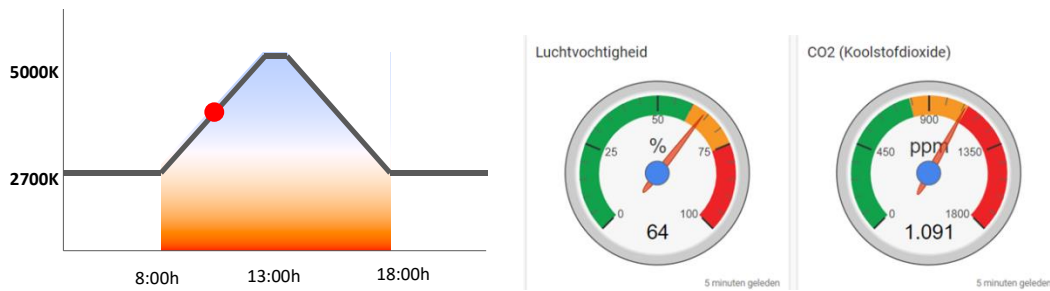 5000K
2700K
8:00h
13:00h
18:00h
Luchtvochtigheid
50
%
25
75
0
100
64
5 minuten geleden
CO2 (Koolstofdioxide)
900
ppm
450
1350
0
1800
1.091
5 minuten geleden